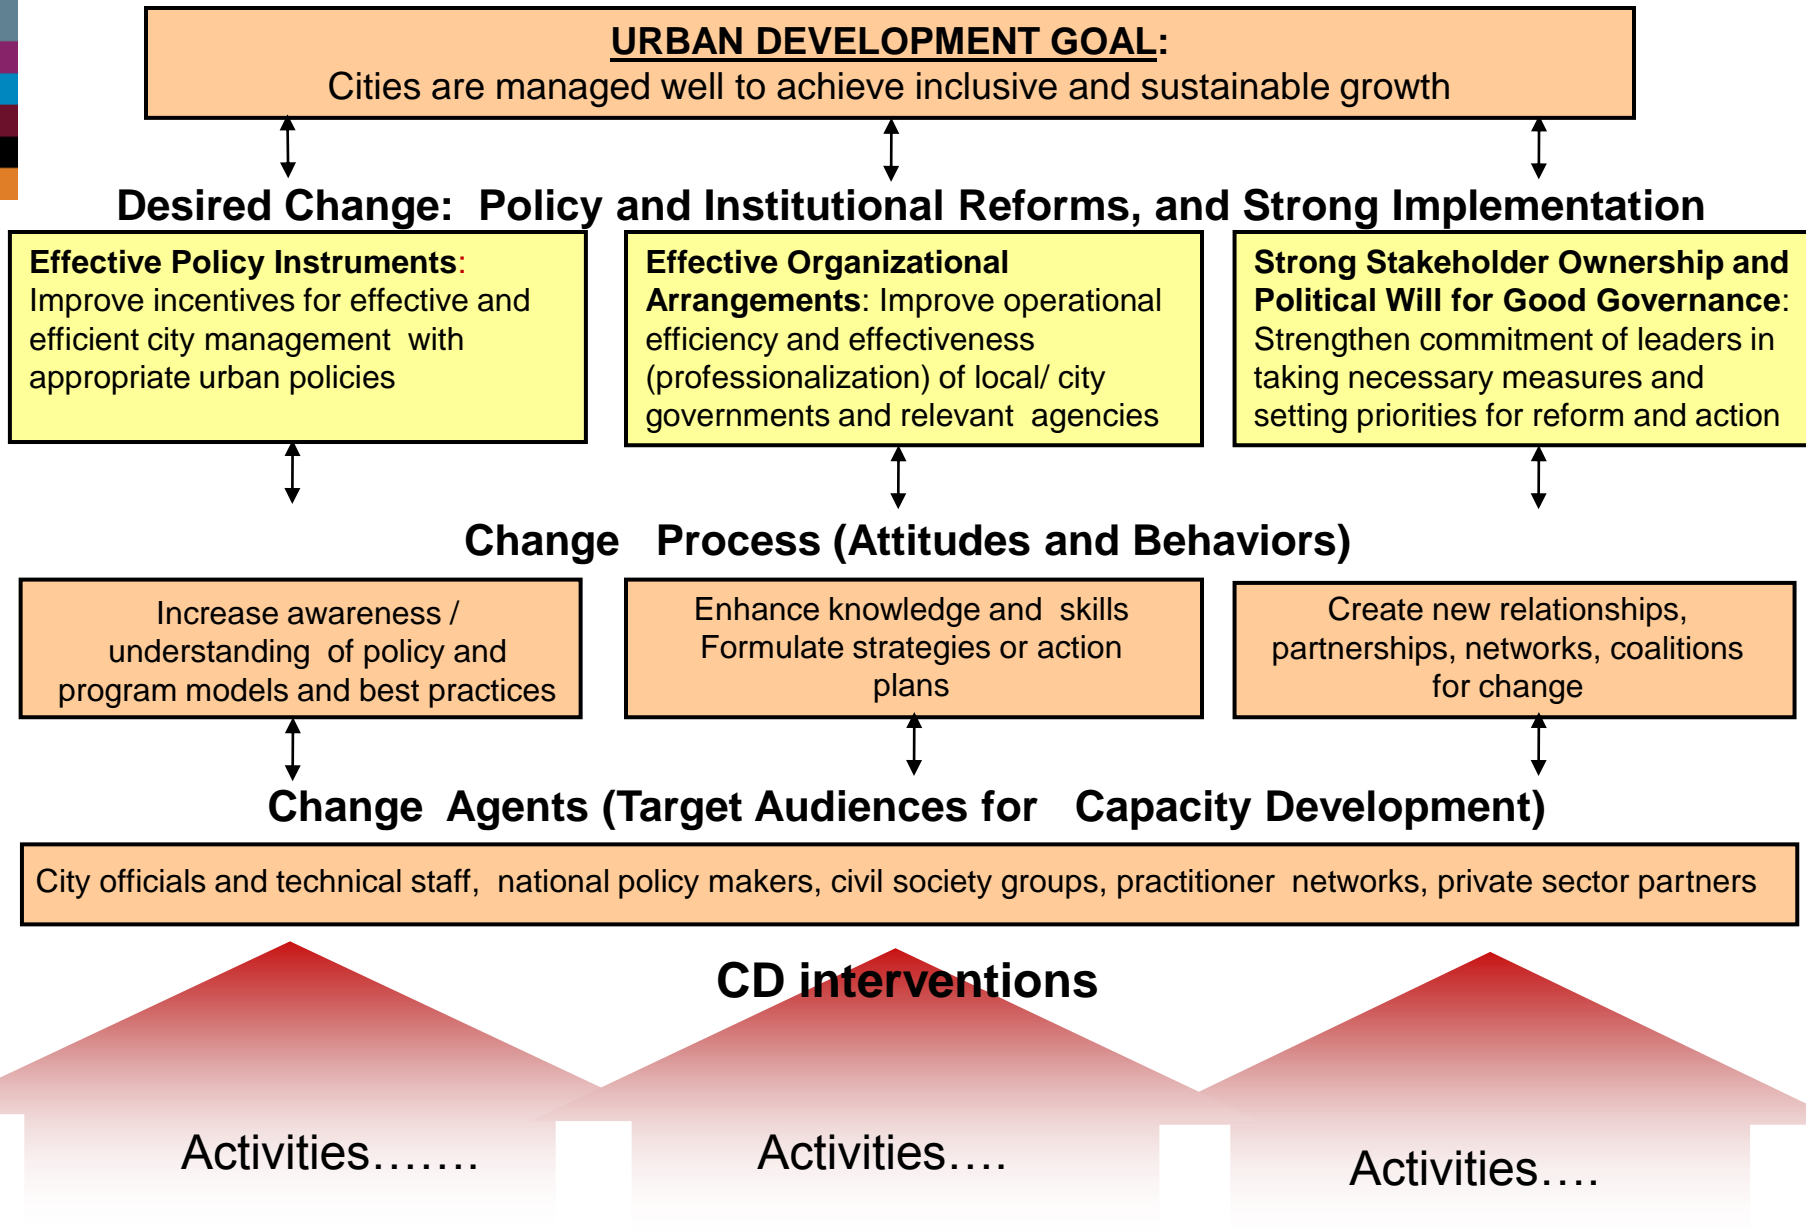 URBAN DEVELOPMENT GOAL:
Cities are managed well to achieve inclusive and sustainable growth
Desired Change: Policy and Institutional Reforms, and Strong Implementation
Effective Policy Instruments:
Improve incentives for effective and
efficient city management with
appropriate urban policies
Effective Organizational
Arrangements: Improve operational
efficiency and effectiveness
(professionalization) of local/ city
governments and relevant agencies
Strong Stakeholder Ownership and
Political Will for Good Governance:
Strengthen commitment of leaders in
taking necessary measures and
setting priorities for reform and action
Change Process (Attitudes and Behaviors)
Increase awareness /
understanding of policy and
program models and best practices
Enhance knowledge and skills
Formulate strategies or action
plans
Create new relationships,
partnerships, networks, coalitions
for change
Change Agents (Target Audiences for Capacity Development)
City officials and technical staff, national policy makers, civil society groups, practitioner networks, private sector partners
CD interventions
Activities.......
Activities....
Activities....